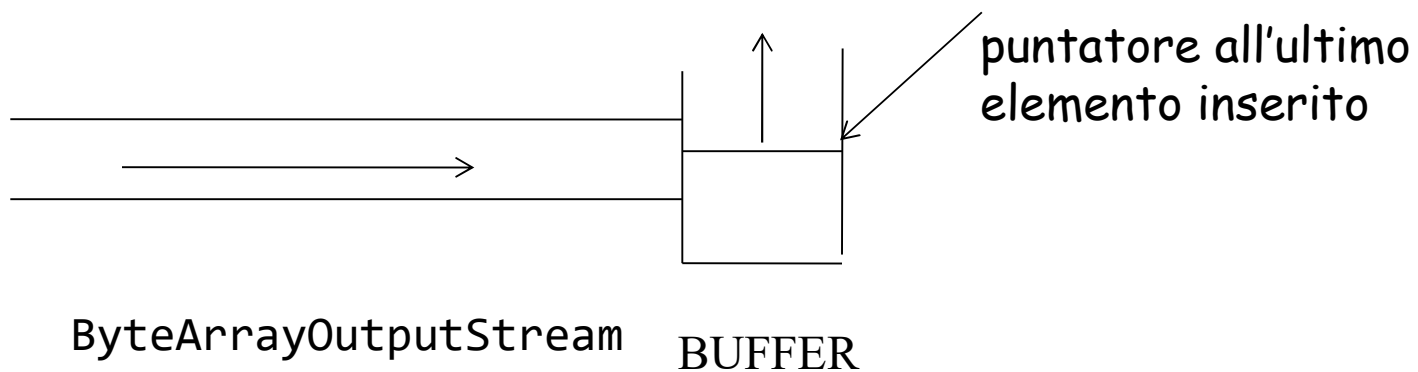 puntatore all’ultimo
elemento inserito
ByteArrayOutputStream
BUFFER